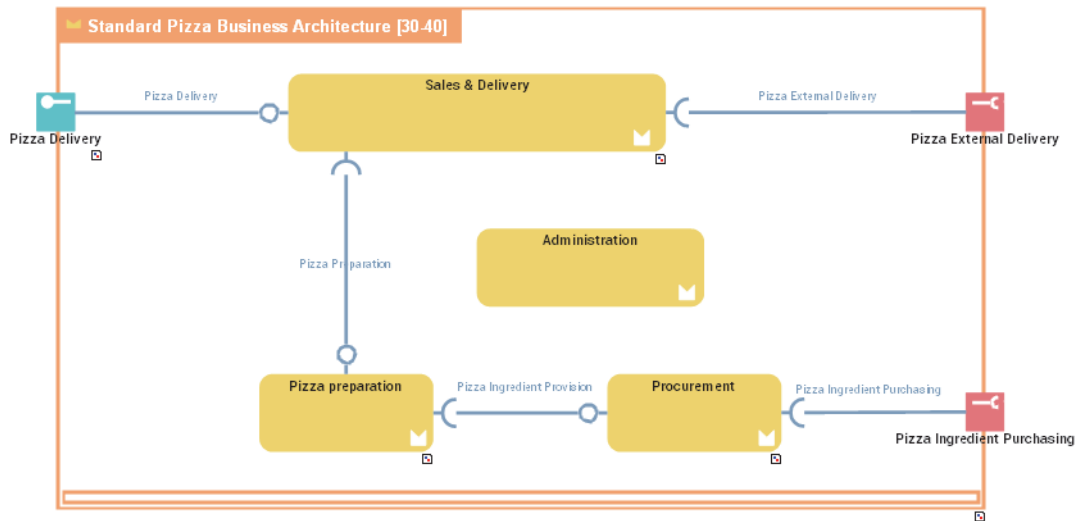 Standard Pizza Business Architecture [30-40]
Sales & Delivery
Pizza Delivery
Pizza External Delivery
Pizza Delivery
Pizza External Delivery
Administration
Pizza Preparation
Pizza preparation
Pizza Ingredient Provision
Procurement
Pizza Ingredient Purchasing
Pizza Ingredient Purchasing